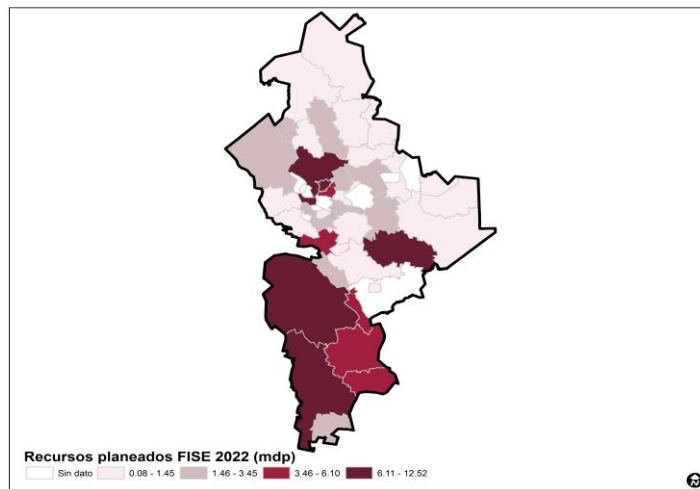 Recursos planeados FISE 2022 (mdp)
Sin dato 0.08 - 1.45 1.46 - 3.45 3.46 - 6.10 6.11 - 12.52